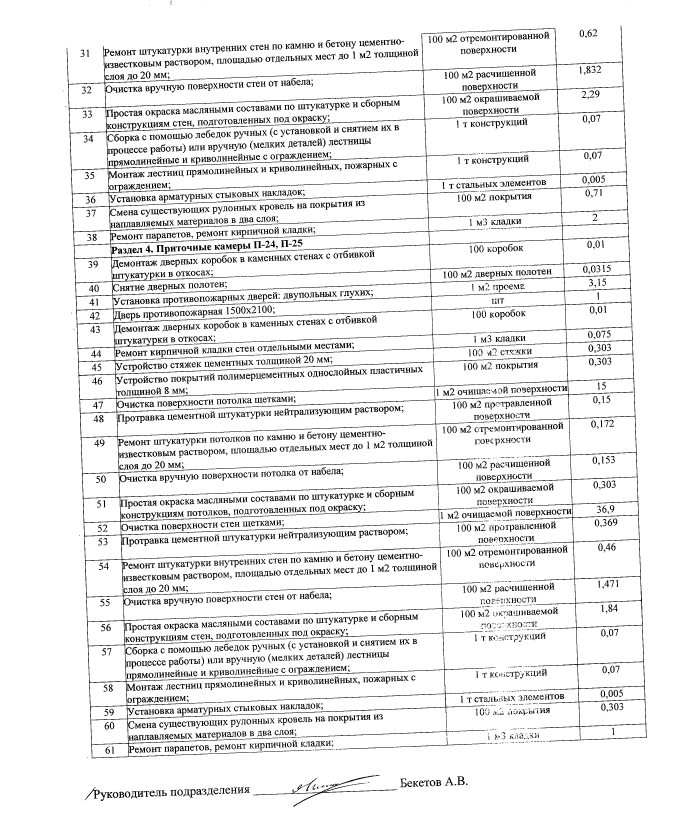 31 Ремонт штукатурки внутренних стен по камню и бетону цементно- 100 м2 отремонтированной 0,62
известковым раствором, площадью отдельных мест до 1 м2 толщиной поверхности
слоя до 20 мм;
32 Очистка вручную поверхности стен от набела; 100 м2 расчищенной 1,832
поверхности
33 Простая окраска масляными составами по штукатурке и сборным 100 м2 окрашиваемой 2,29
конструкциям стен, подготовленных под окраску; поверхности
34 Сборка с помощью лебедок ручных (с установкой и снятием их в 1 т конструкций 0,07
процессе работы) или вручную (мелких деталей) лестницы
прямолинейные и криволинейные с ограждением;
35 Монтаж лестниц прямолинейных и криволинейных, пожарных с 1 т конструкций 0,07
ограждением;
36 Установка арматурных стыковых накладок; 1 т стальных элементов 0,005
37 Смена существующих рулонных кровель на покрытия из 100 м2 покрытия 0,71
наплавляемых материалов в два слоя;
38 Ремонт парапетов, ремонт кирпичной кладки; 1 м3 кладки 2
Раздел 4. Приточные камеры П-24, П-25
39 Демонтаж дверных коробок в каменных стенах с отбивкой 100 коробок 0,01
штукатурки в откосах;
40 Снятие дверных полотен; 100 м2 дверных полотен 0,0315
41 Установка противопожарных дверей: двупольных глухих; 1 м2 проема 3,15
42 Дверь противопожарная 1500х2100; шт 1
43 Демонтаж дверных коробок в каменных стенах с отбивкой 100 коробок 0,01
штукатурки в откосах;
44 Ремонт кирпичной кладки стен отдельными местами; 1 м3 кладки 0,075
45 Устройство стяжек цементных толщиной 20 мм; 100 м2 стяжки 0,303
46 Устройство покрытий полимерцементных однослойных пластичных 100 м2 покрытия 0,303
толщиной 8 мм;
47 Очистка поверхности потолка щетками; 1 м2 очищаемой поверхности 15
48 Протравка цементной штукатурки нейтрализующим раствором; 100 м2 протравленной 0,15
поверхности
49 Ремонт штукатурки потолков по камню и бетону цементно- 100 м2 отремонтированной 0,172
известковым раствором, площадью отдельных мест до 1 м2 толщиной поверхности
слоя до 20 мм;
50 Очистка вручную поверхности потолка от набела; 100 м2 расчищенной 0,153
поверхности
51 Простая окраска масляными составами по штукатурке и сборным 100 м2 окрашиваемой 0,303
конструкциям потолков, подготовленных под окраску; поверхности
52 Очистка поверхности стен щетками; 1 м2 очищаемой поверхности 36,9
53 Протравка цементной штукатурки нейтрализующим раствором; 100 м2 протравленной 0,369
поверхности
54 Ремонт штукатурки внутренних стен по камню и бетону цементно- 100 м2 отремонтированной 0,46
известковым раствором, площадью отдельных мест до 1 м2 толщиной поверхности
слоя до 20 мм;
55 Очистка вручную поверхности стен от набела; 100 м2 расчищенной 1,471
поверхности
56 Простая окраска масляными составами по штукатурке и сборным 100 м2 окрашиваемой 1,84
конструкциям стен, подготовленных под окраску; поверхности
57 Сборка с помощью лебедок ручных (с установкой и снятием их в 1 т конструкций 0,07
процессе работы) или вручную (мелких деталей) лестницы
прямолинейные и криволинейные с ограждением;
58 Монтаж лестниц прямолинейных и криволинейных, пожарных с 1 т конструкций 0,07
ограждением;
59 Установка арматурных стыковых накладок; 1 т стальных элементов 0,005
60 Смена существующих рулонных кровель на покрытия из 100 м2 покрытия 0,303
наплавляемых материалов в два слоя;
61 Ремонт парапетов, ремонт кирпичной кладки; 1 м3 кладки 1
Руководитель подразделения Бекетов А.В.